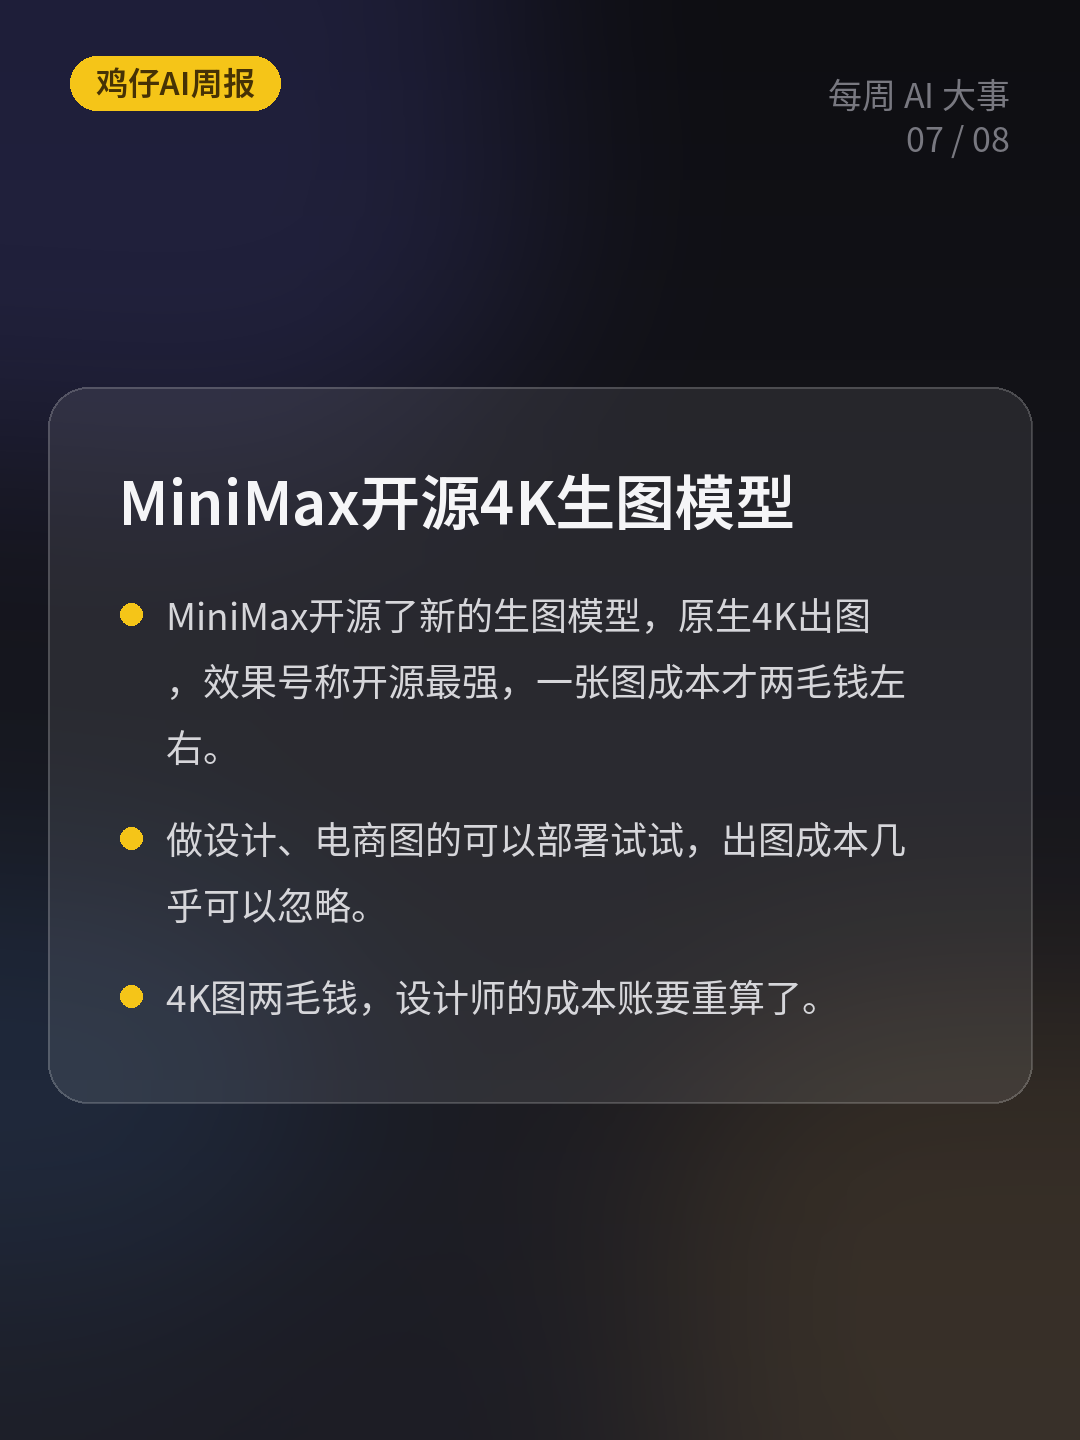 鸡仔AI周报
每周 AI 大事
07 / 08
MiniMax开源4K生图模型
MiniMax开源了新的生图模型，原生4K出图
，效果号称开源最强，一张图成本才两毛钱左
右。
做设计、电商图的可以部署试试，出图成本几
乎可以忽略。
4K图两毛钱，设计师的成本账要重算了。